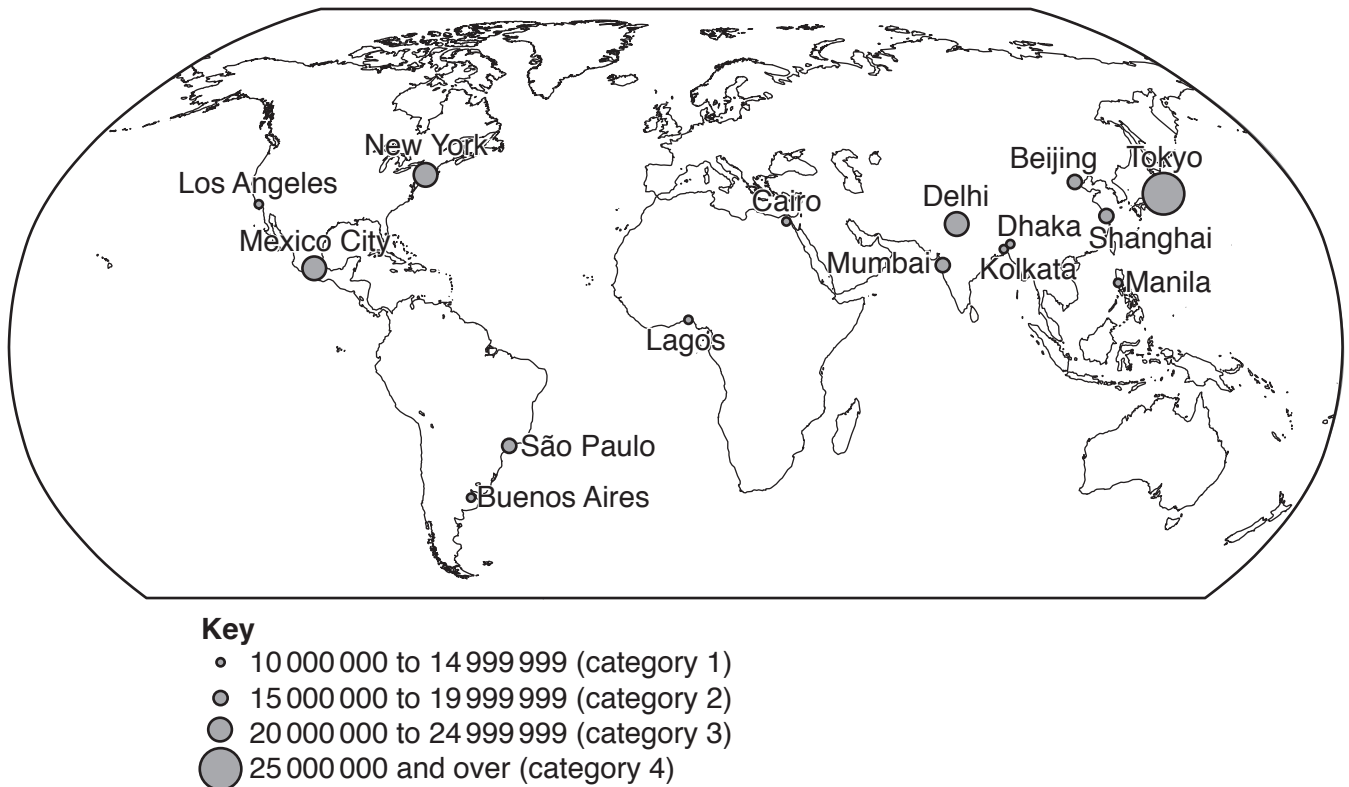 New York
Los Angeles
Mexico City
São Paulo
Buenos Aires
Lagos
Cairo
Mumbai
Delhi
Dhaka
Kolkata
Beijing
Tokyo
Shanghai
Manila
Key
10 000 000 to 14 999 999 (category 1)
15 000 000 to 19 999 999 (category 2)
20 000 000 to 24 999 999 (category 3)
25 000 000 and over (category 4)